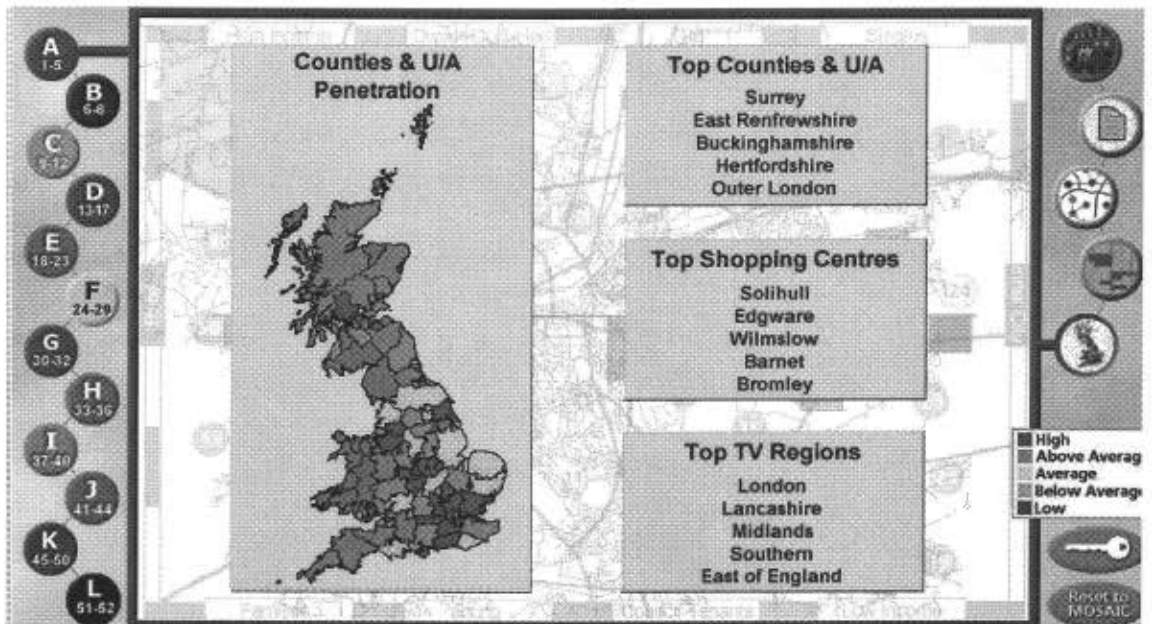 A
1-5
B
6-8
C
9-12
D
13-17
E
18-23
F
24-29
G
30-32
H
33-36
I
37-40
J
41-44
K
45-50
L
51-52
Counties & U/A
Penetration
Top Counties & U/A
Surrey
East Renfrewshire
Buckinghamshire
Hertfordshire
Outer London
Top Shopping Centres
Solihull
Edgware
Wilmslow
Barnet
Bromley
Top TV Regions
London
Lancashire
Midlands
Southern
East of England
High
Above Averag
Average
Below Average
Low
Reset to
MOSAIC